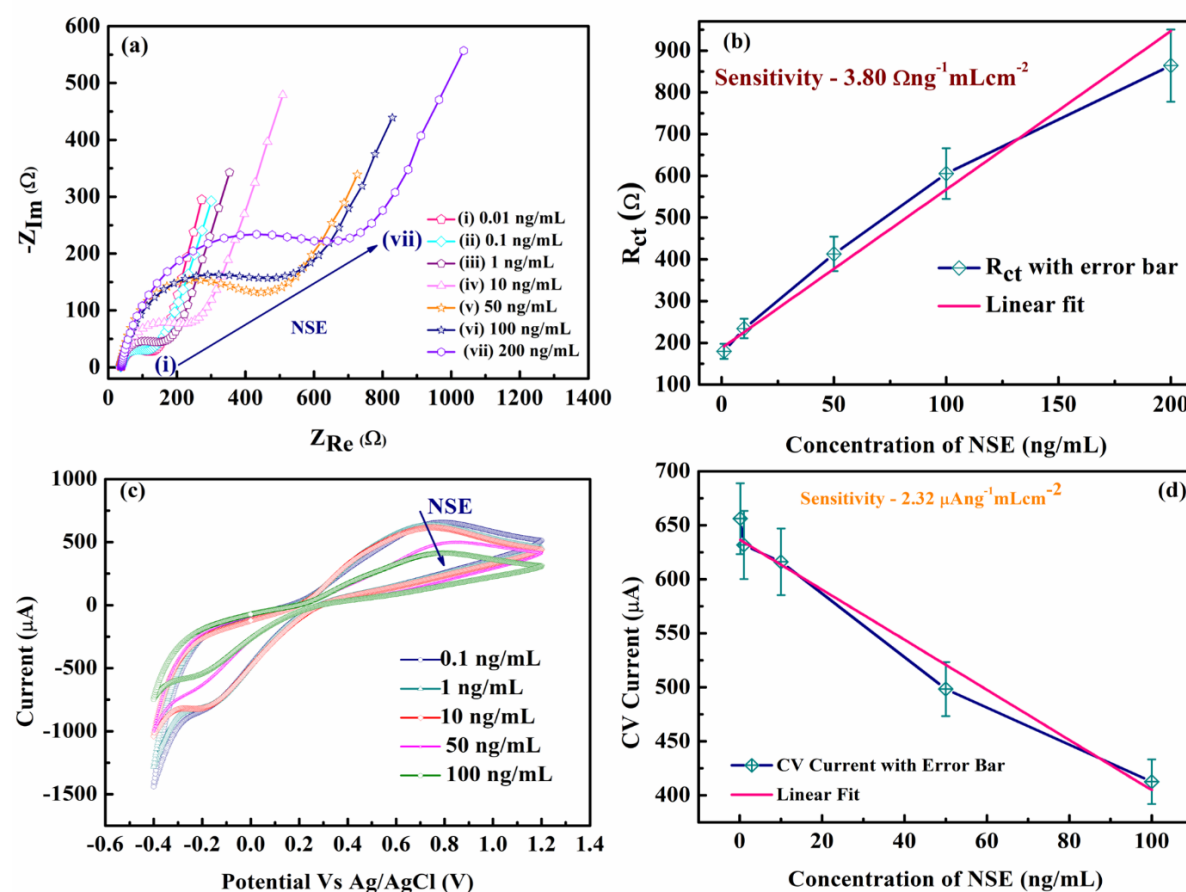 (a)
600
500
400
300
200
100
0
-Z_Im (Ω)
(i) 0.01 ng/mL
(ii) 0.1 ng/mL
(iii) 1 ng/mL
(iv) 10 ng/mL
(v) 50 ng/mL
(vi) 100 ng/mL
(vii) 200 ng/mL
(vii)
NSE
(i)
0 200 400 600 800 1000 1200 1400
Z_Re (Ω)
(b)
Sensitivity - 3.80 Ωng⁻¹mLcm⁻²
900
800
700
600
500
400
300
200
100
R_ct (Ω)
R_ct with error bar
Linear fit
0 50 100 150 200
Concentration of NSE (ng/mL)
(c)
1000
500
0
-500
-1000
-1500
Current (µA)
NSE
0.1 ng/mL
1 ng/mL
10 ng/mL
50 ng/mL
100 ng/mL
-0.6 -0.4 -0.2 0.0 0.2 0.4 0.6 0.8 1.0 1.2 1.4
Potential Vs Ag/AgCl (V)
(d)
Sensitivity - 2.32 µAng⁻¹mLcm⁻²
700
650
600
550
500
450
400
CV Current (µA)
CV Current with Error Bar
Linear Fit
0 20 40 60 80 100
Concentration of NSE (ng/mL)